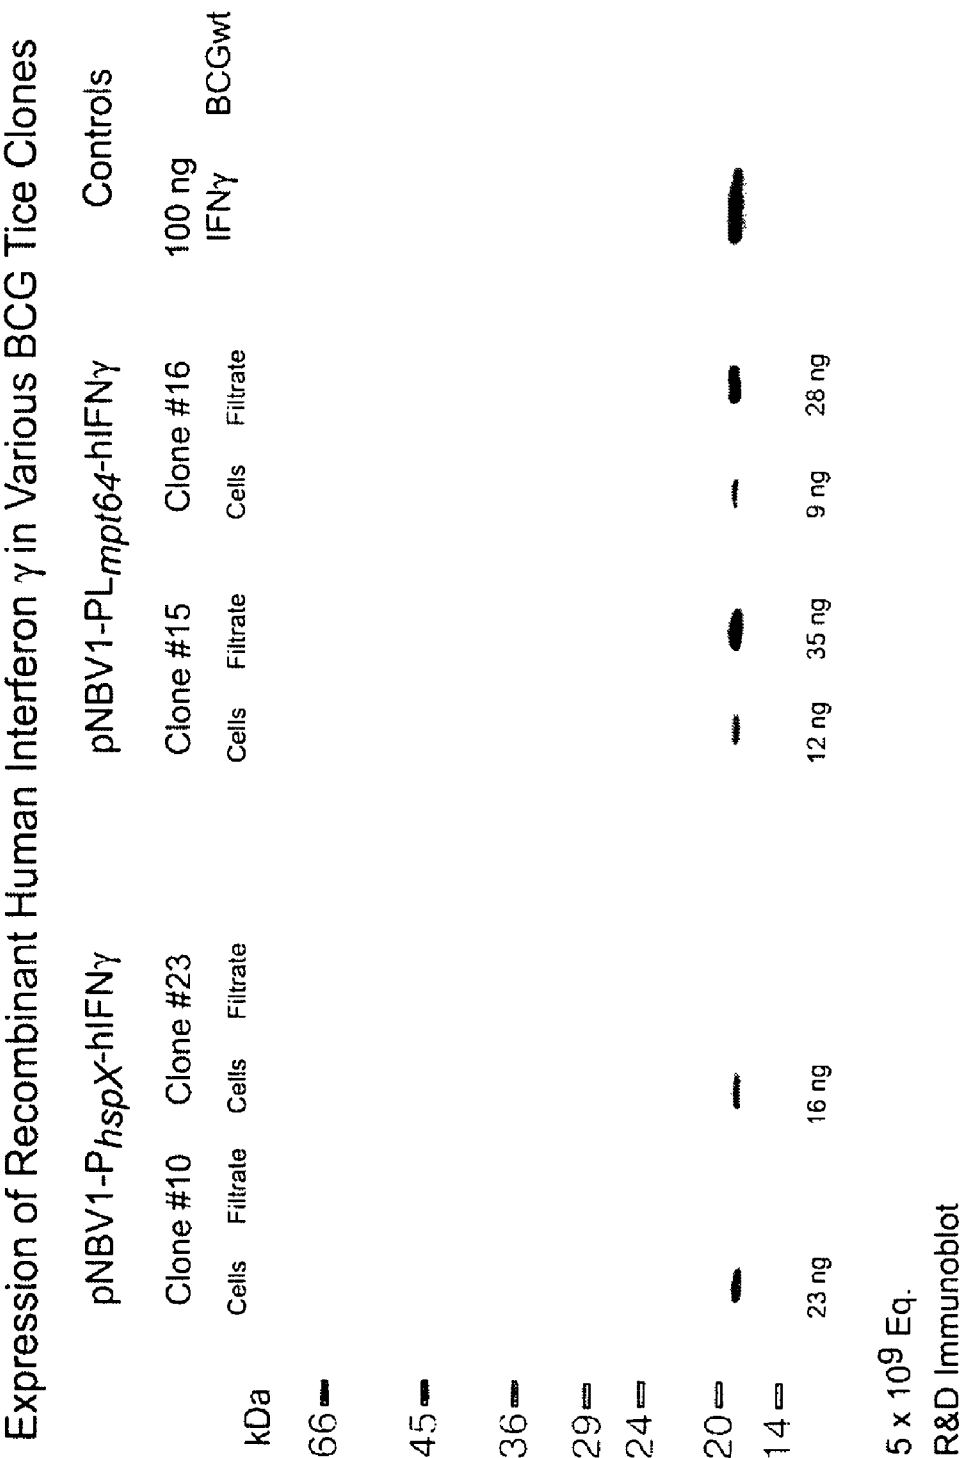 Expression of Recombinant Human Interferon γ in Various BCG Tice Clones
pNBV1-PhspX-hIFNγ pNBV1-PLmpt64-hIFNγ Controls
Clone #10 Clone #23 Clone #15 Clone #16 100 ng IFNγ BCGwt
Cells Filtrate Cells Filtrate Cells Filtrate Cells Filtrate
kDa
66
45
36
29
24
20
14
23 ng 16 ng 12 ng 35 ng 9 ng 28 ng
5 x 10⁹ Eq.
R&D Immunoblot